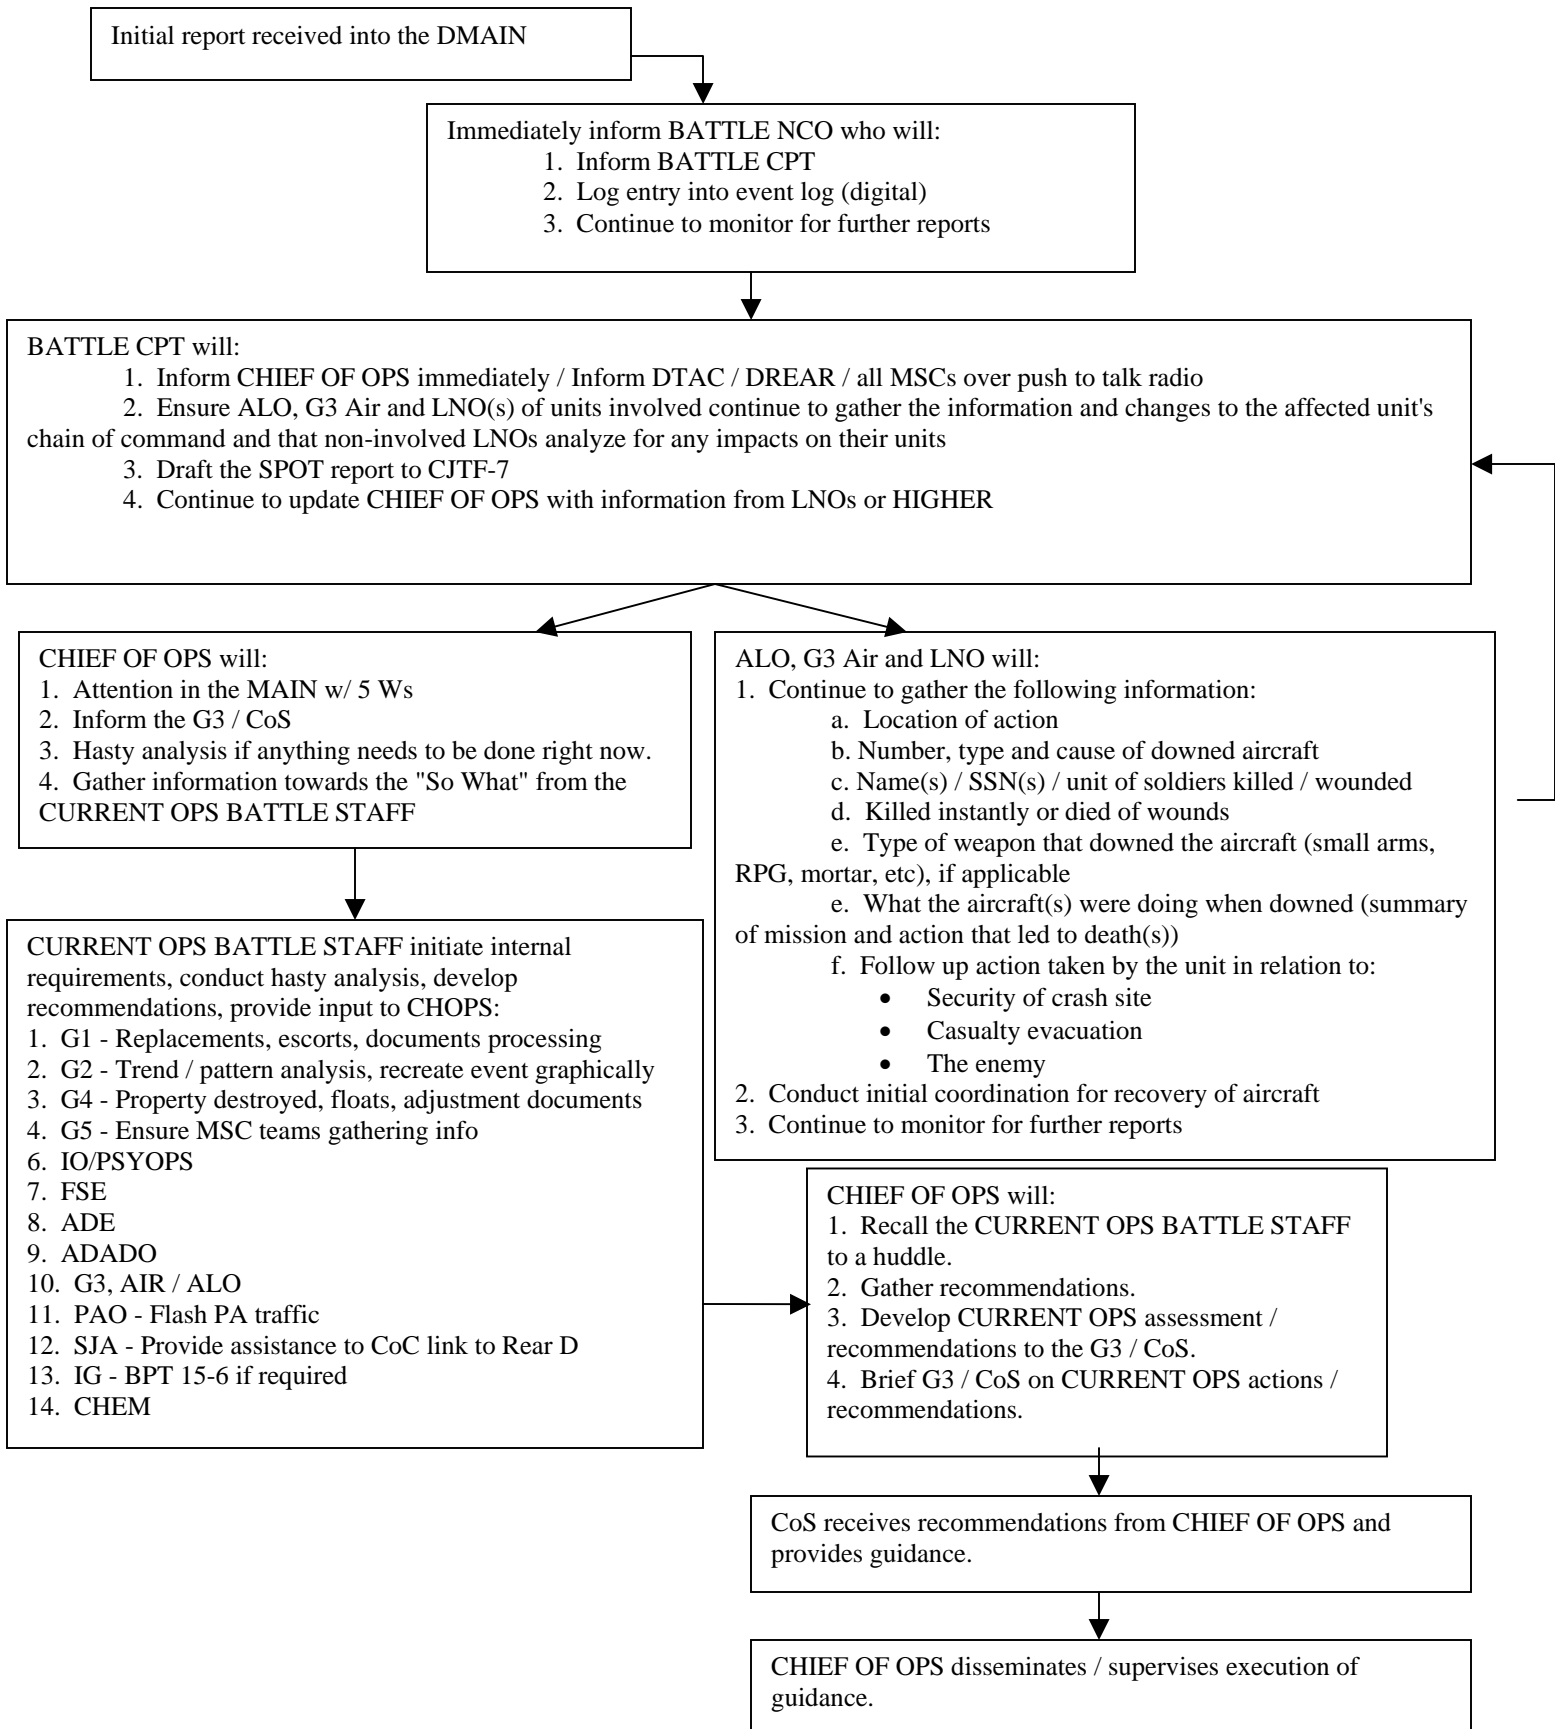 Initial report received into the DMAIN
Immediately inform BATTLE NCO who will:
1. Inform BATTLE CPT
2. Log entry into event log (digital)
3. Continue to monitor for further reports
BATTLE CPT will:
1. Inform CHIEF OF OPS immediately / Inform DTAC / DREAR / all MSCs over push to talk radio
2. Ensure ALO, G3 Air and LNO(s) of units involved continue to gather the information and changes to the affected unit's
chain of command and that non-involved LNOs analyze for any impacts on their units
3. Draft the SPOT report to CJTF-7
4. Continue to update CHIEF OF OPS with information from LNOs or HIGHER
CHIEF OF OPS will:
1. Attention in the MAIN w/ 5 Ws
2. Inform the G3 / CoS
3. Hasty analysis if anything needs to be done right now.
4. Gather information towards the "So What" from the
CURRENT OPS BATTLE STAFF
ALO, G3 Air and LNO will:
1. Continue to gather the following information:
a. Location of action
b. Number, type and cause of downed aircraft
c. Name(s) / SSN(s) / unit of soldiers killed / wounded
d. Killed instantly or died of wounds
e. Type of weapon that downed the aircraft (small arms,
RPG, mortar, etc), if applicable
e. What the aircraft(s) were doing when downed (summary
of mission and action that led to death(s))
f. Follow up action taken by the unit in relation to:
• Security of crash site
• Casualty evacuation
• The enemy
2. Conduct initial coordination for recovery of aircraft
3. Continue to monitor for further reports
CURRENT OPS BATTLE STAFF initiate internal
requirements, conduct hasty analysis, develop
recommendations, provide input to CHOPS:
1. G1 - Replacements, escorts, documents processing
2. G2 - Trend / pattern analysis, recreate event graphically
3. G4 - Property destroyed, floats, adjustment documents
4. G5 - Ensure MSC teams gathering info
6. IO/PSYOPS
7. FSE
8. ADE
9. ADADO
10. G3, AIR / ALO
11. PAO - Flash PA traffic
12. SJA - Provide assistance to CoC link to Rear D
13. IG - BPT 15-6 if required
14. CHEM
CHIEF OF OPS will:
1. Recall the CURRENT OPS BATTLE STAFF
to a huddle.
2. Gather recommendations.
3. Develop CURRENT OPS assessment /
recommendations to the G3 / CoS.
4. Brief G3 / CoS on CURRENT OPS actions /
recommendations.
CoS receives recommendations from CHIEF OF OPS and
provides guidance.
CHIEF OF OPS disseminates / supervises execution of
guidance.